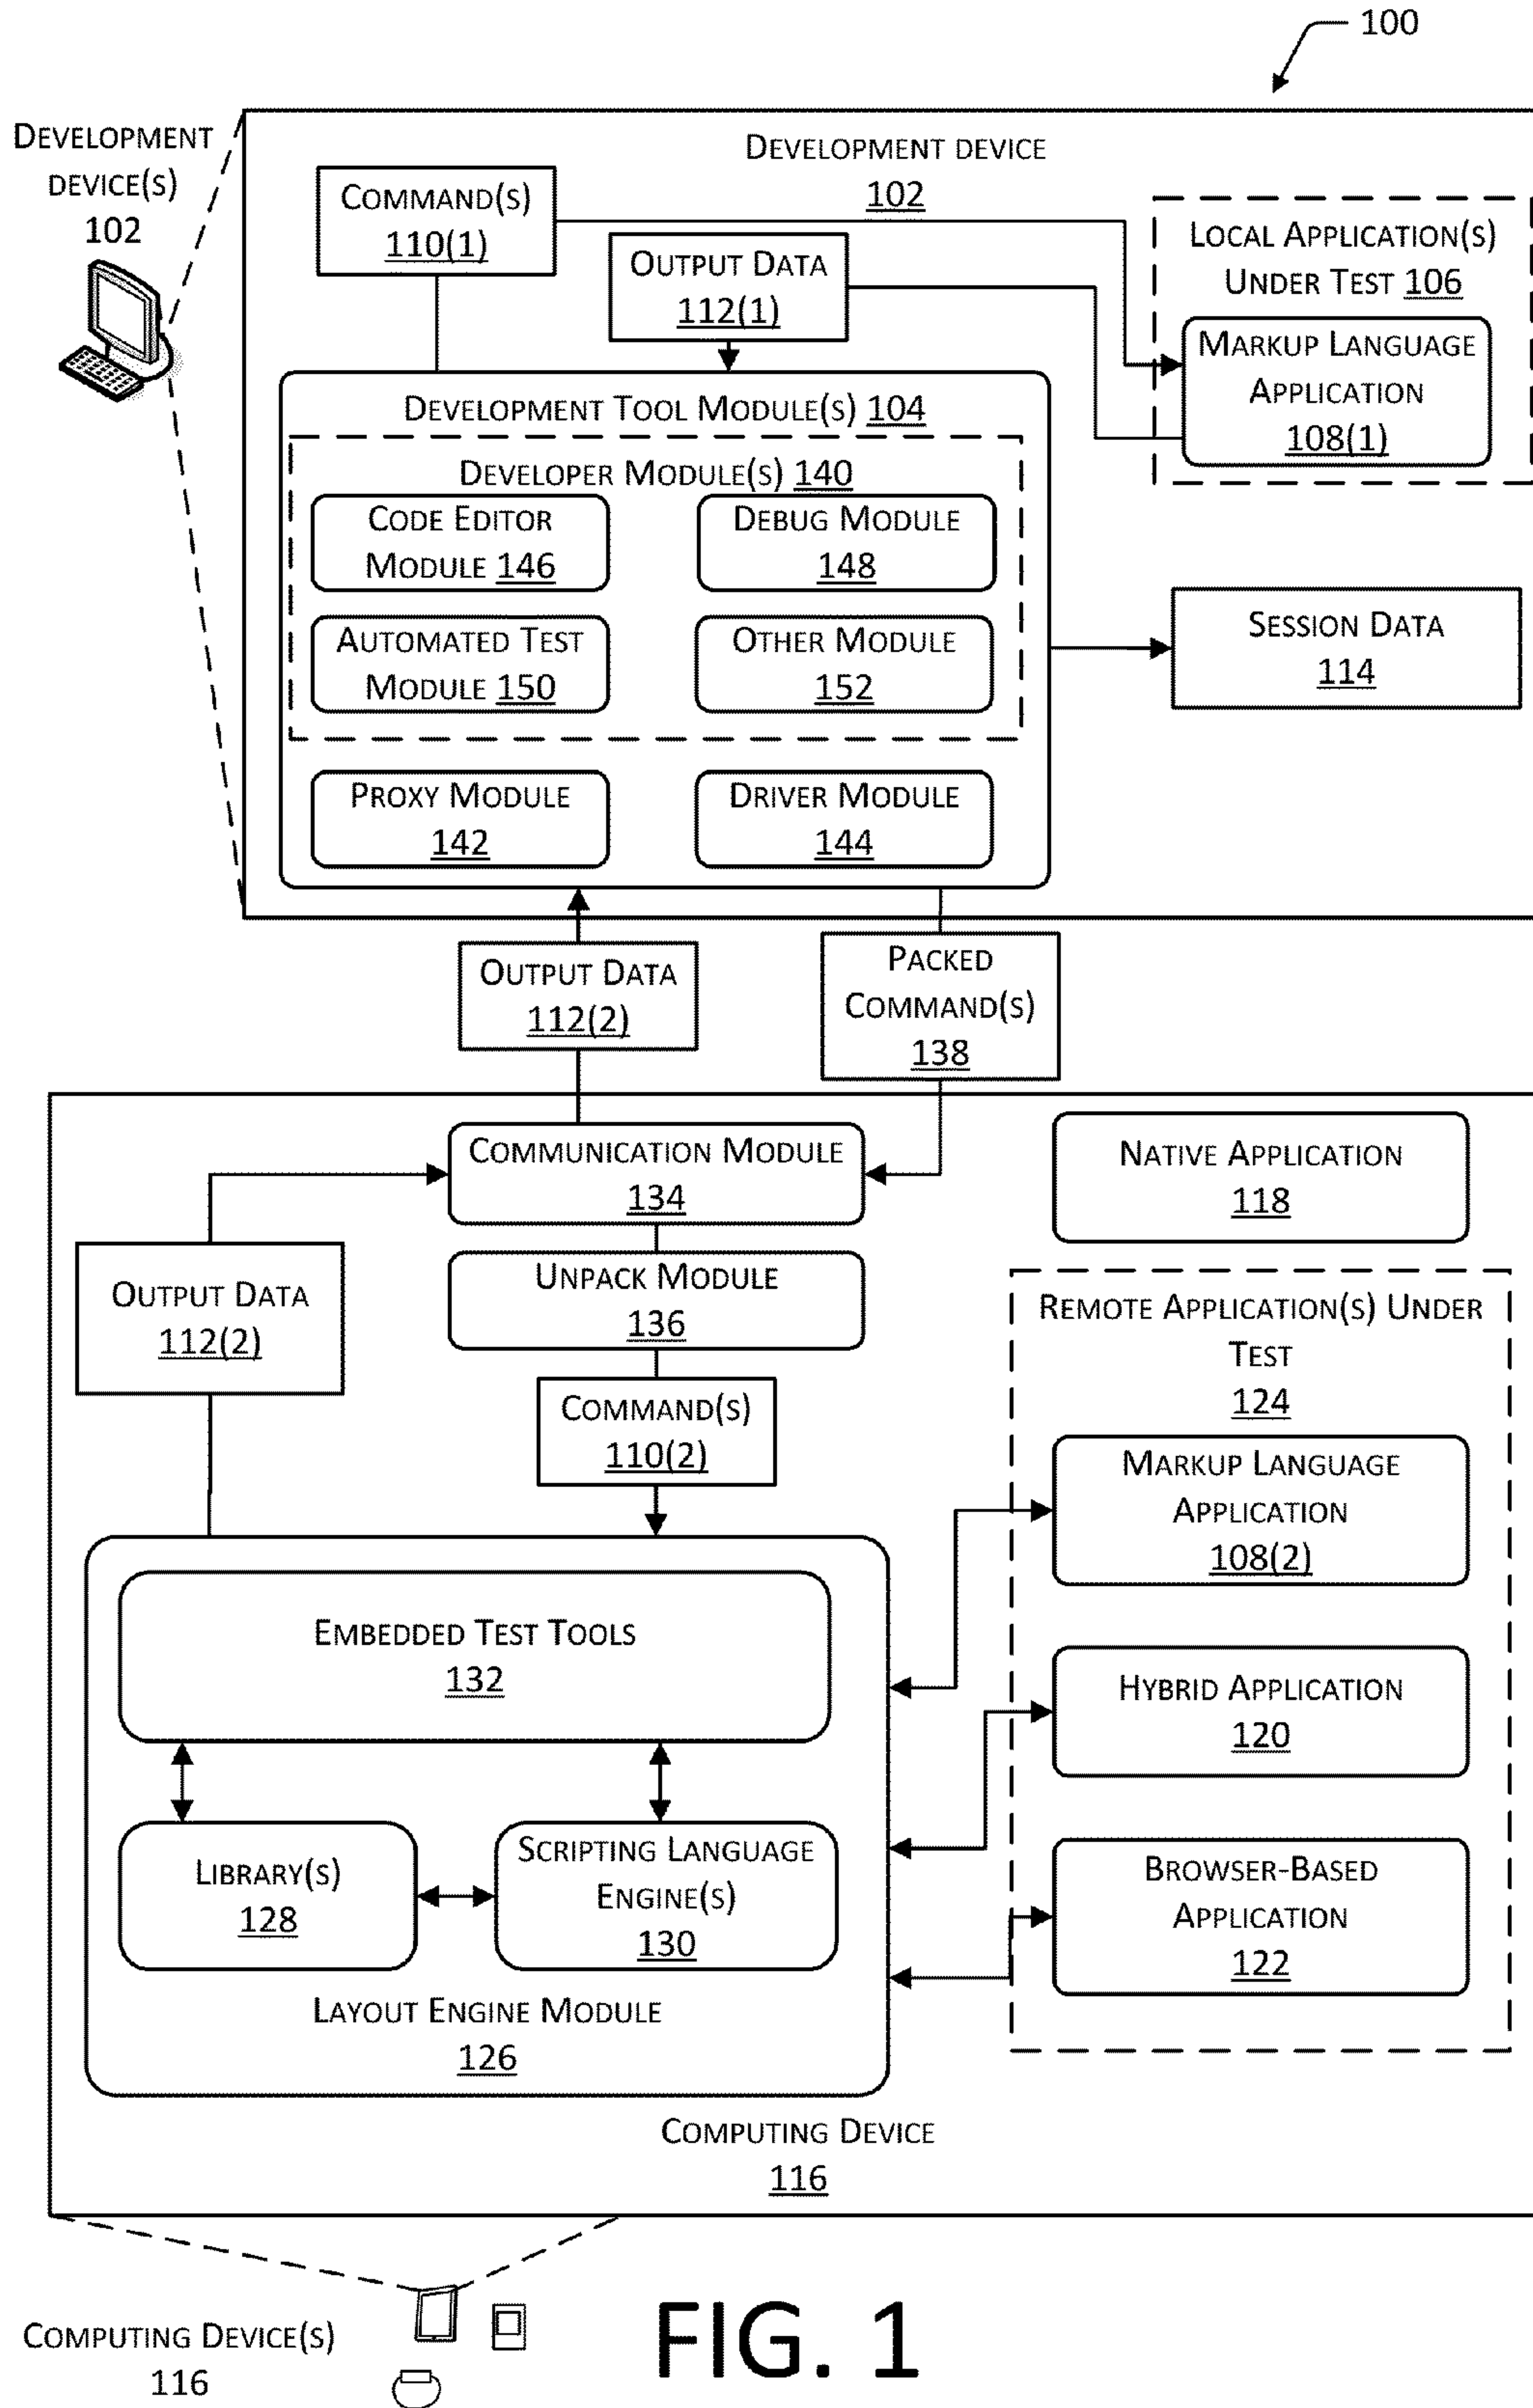 100
DEVELOPMENT
DEVICE(S)
102
DEVELOPMENT DEVICE
102
COMMAND(S)
110(1)
OUTPUT DATA
112(1)
LOCAL APPLICATION(S)
UNDER TEST 106
MARKUP LANGUAGE
APPLICATION
108(1)
DEVELOPMENT TOOL MODULE(S) 104
DEVELOPER MODULE(S) 140
CODE EDITOR
MODULE 146
DEBUG MODULE
148
AUTOMATED TEST
MODULE 150
OTHER MODULE
152
SESSION DATA
114
PROXY MODULE
142
DRIVER MODULE
144
OUTPUT DATA
112(2)
PACKED
COMMAND(S)
138
COMMUNICATION MODULE
134
NATIVE APPLICATION
118
OUTPUT DATA
112(2)
UNPACK MODULE
136
COMMAND(S)
110(2)
REMOTE APPLICATION(S) UNDER
TEST
124
MARKUP LANGUAGE
APPLICATION
108(2)
EMBEDDED TEST TOOLS
132
HYBRID APPLICATION
120
LIBRARY(S)
128
SCRIPTING LANGUAGE
ENGINE(S)
130
BROWSER-BASED
APPLICATION
122
LAYOUT ENGINE MODULE
126
COMPUTING DEVICE
116
COMPUTING DEVICE(S)
116
FIG. 1